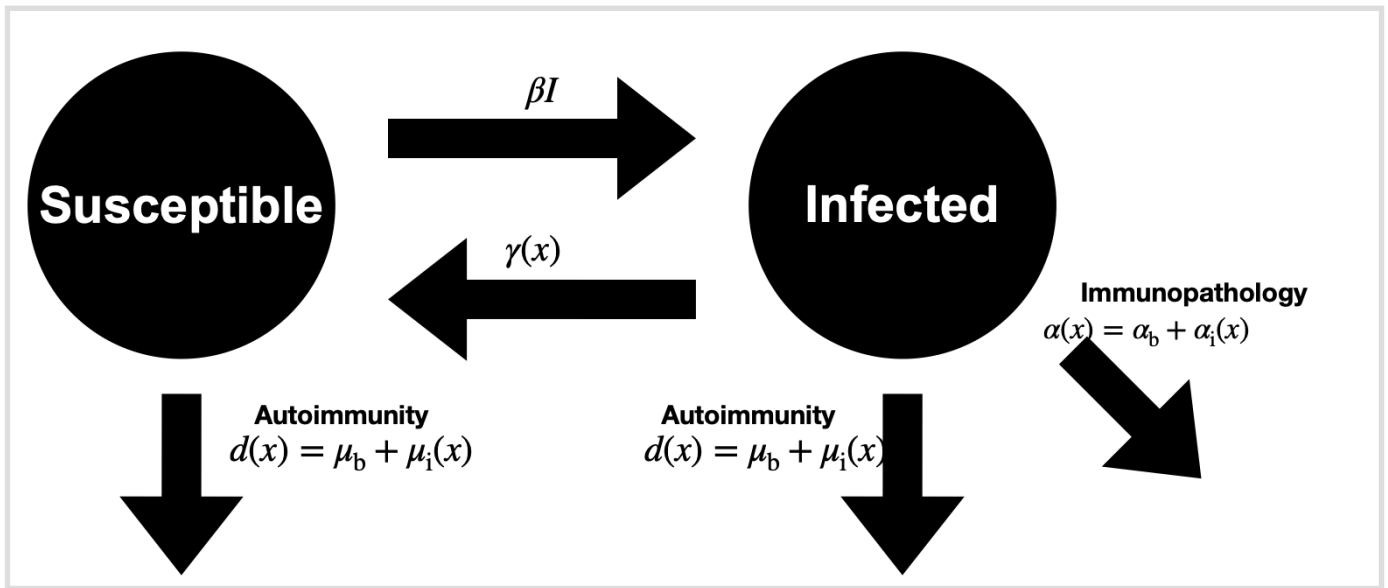 βI
Susceptible
Infected
γ(x)
Immunopathology
α(x) = α_b + α_i(x)
Autoimmunity
d(x) = μ_b + μ_i(x)
Autoimmunity
d(x) = μ_b + μ_i(x)